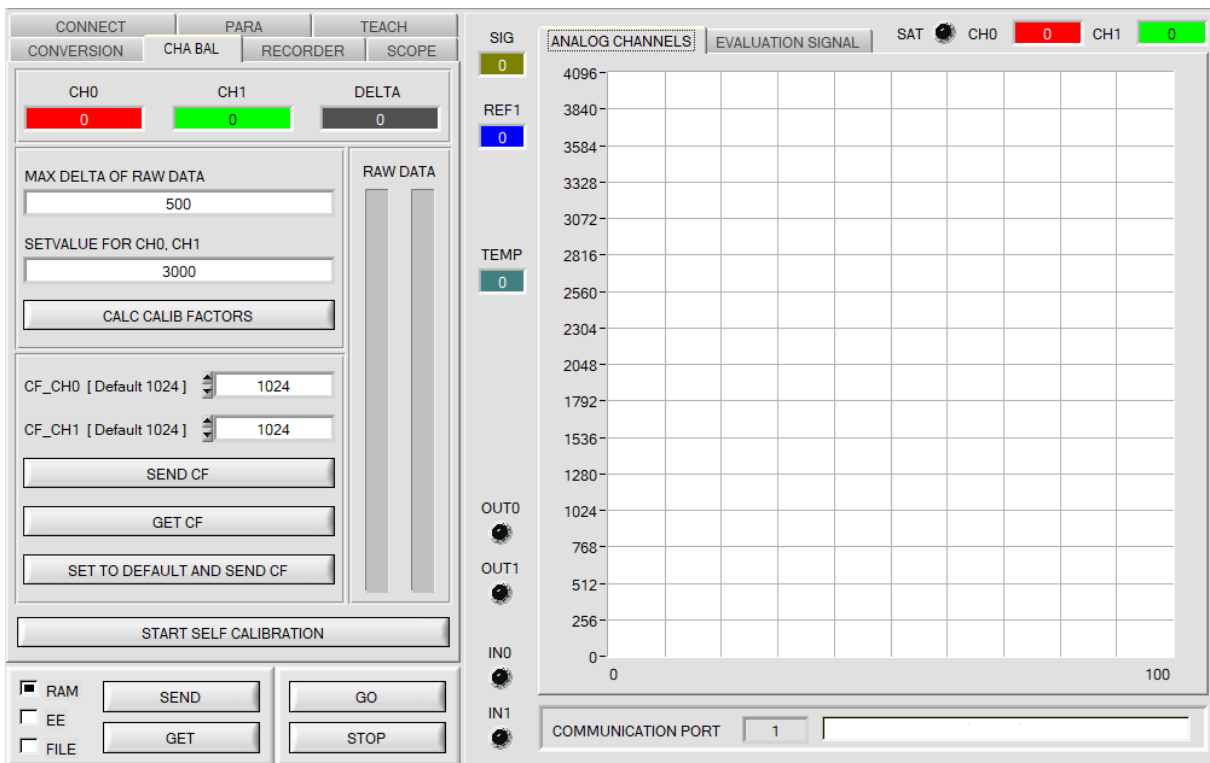 CONNECT PARA TEACH
CONVERSION CHA BAL RECORDER SCOPE
CH0 CH1 DELTA
0 0 0
MAX DELTA OF RAW DATA
500
SETVALUE FOR CH0, CH1
3000
CALC CALIB FACTORS
RAW DATA
CF_CH0 [ Default 1024 ] 1024
CF_CH1 [ Default 1024 ] 1024
SEND CF
GET CF
SET TO DEFAULT AND SEND CF
START SELF CALIBRATION
RAM
EE
FILE
SEND
GET
GO
STOP
SIG
0
REF1
0
TEMP
0
OUT0
OUT1
IN0
IN1
ANALOG CHANNELS EVALUATION SIGNAL SAT CH0 0 CH1 0
4096
3840
3584
3328
3072
2816
2560
2304
2048
1792
1536
1280
1024
768
512
256
0
0 100
COMMUNICATION PORT 1